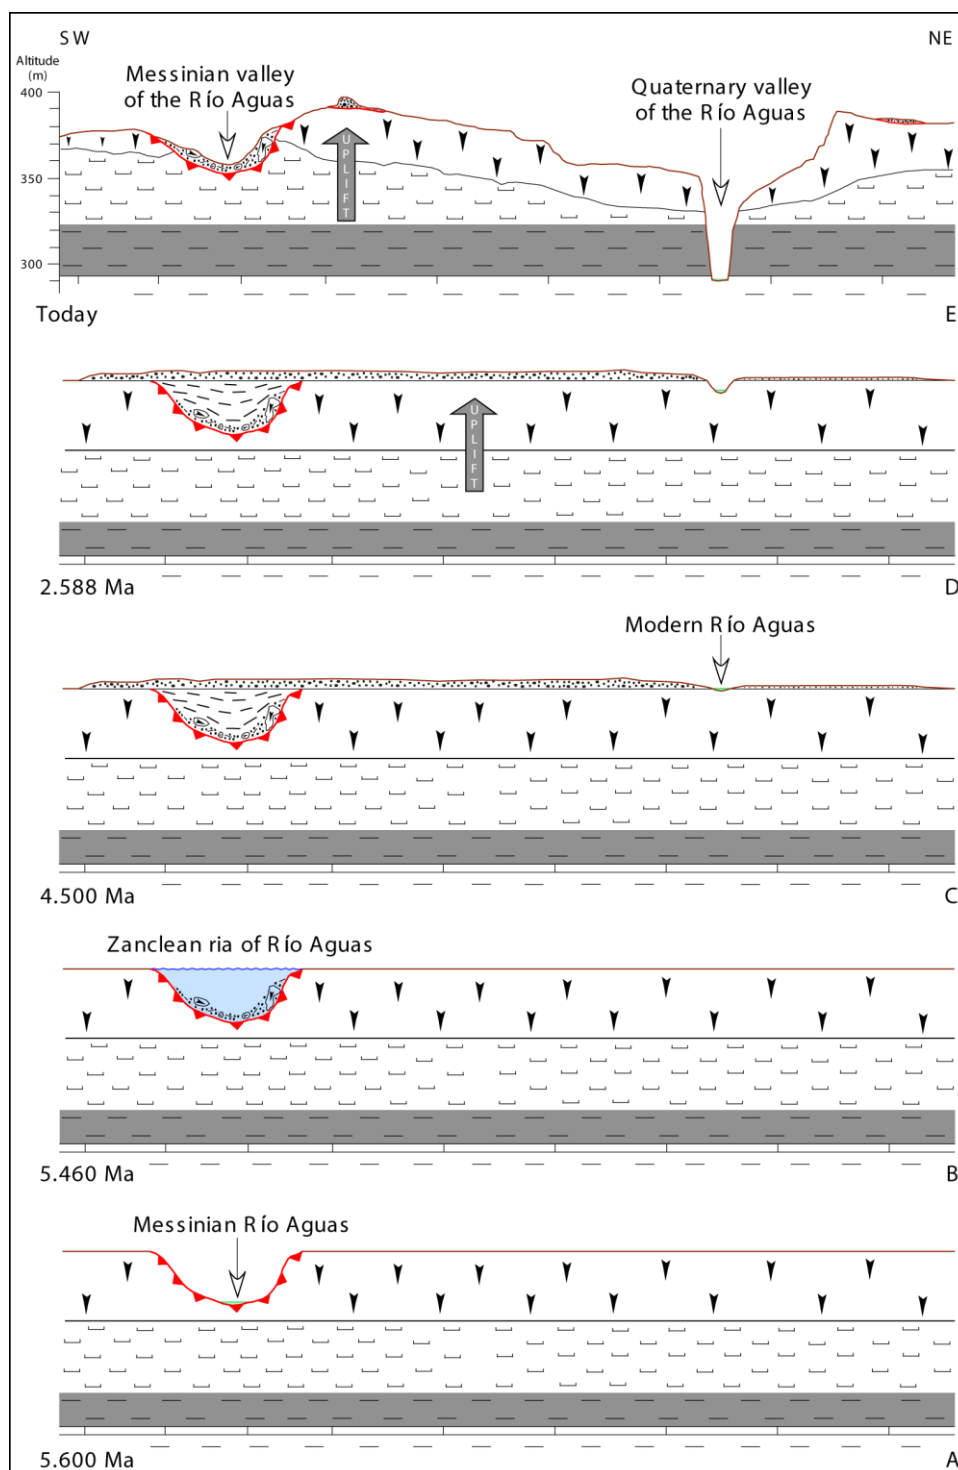 SW
NE
Altitude
(m)
400
350
300
Messinian valley
of the Río Aguas
Quaternary valley
of the Río Aguas
UPLIFT
Today
E
UPLIFT
2.588 Ma
D
Modern Río Aguas
4.500 Ma
C
Zanclean ria of Río Aguas
5.460 Ma
B
Messinian Río Aguas
5.600 Ma
A